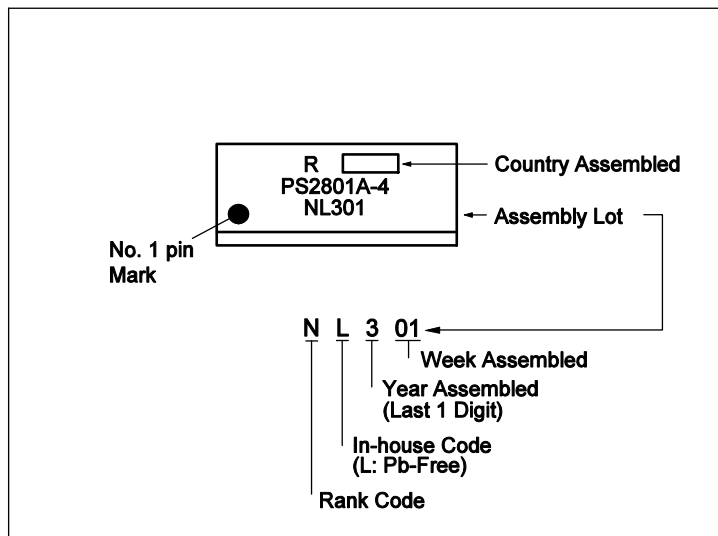 R
Country Assembled
PS2801A-4
NL301
Assembly Lot
No. 1 pin
Mark
N L 3 01
Week Assembled
Year Assembled
(Last 1 Digit)
In-house Code
(L: Pb-Free)
Rank Code